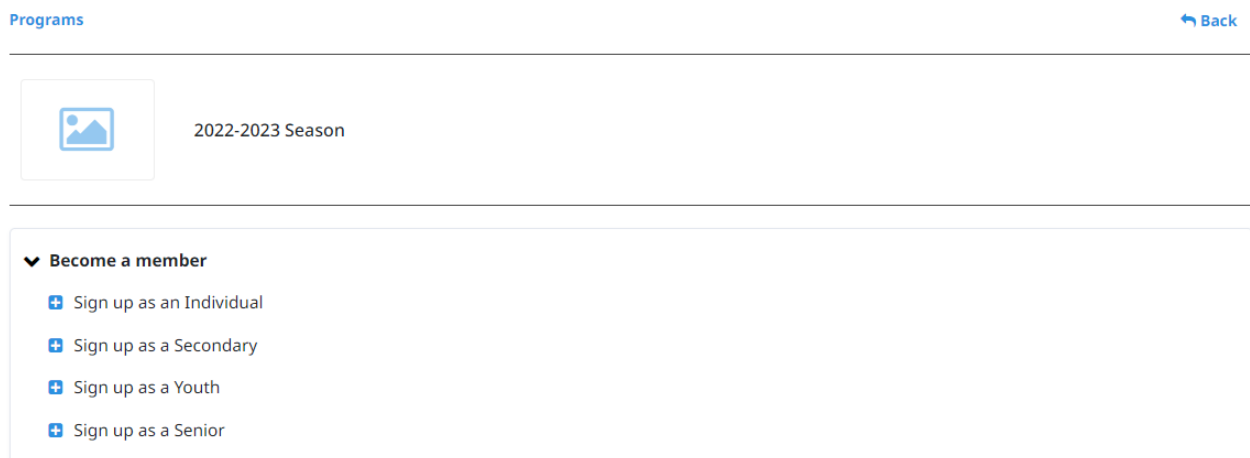 Programs
Back
2022-2023 Season
Become a member
Sign up as an Individual
Sign up as a Secondary
Sign up as a Youth
Sign up as a Senior